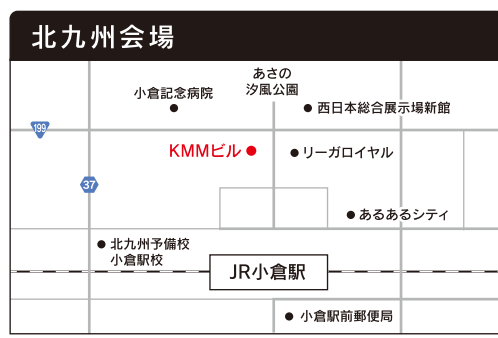 北九州会場
あさの
汐風公園
小倉記念病院
西日本総合展示場新館
199
KMMビル
リーガロイヤル
37
あるあるシティ
北九州予備校
小倉駅校
JR小倉駅
小倉駅前郵便局